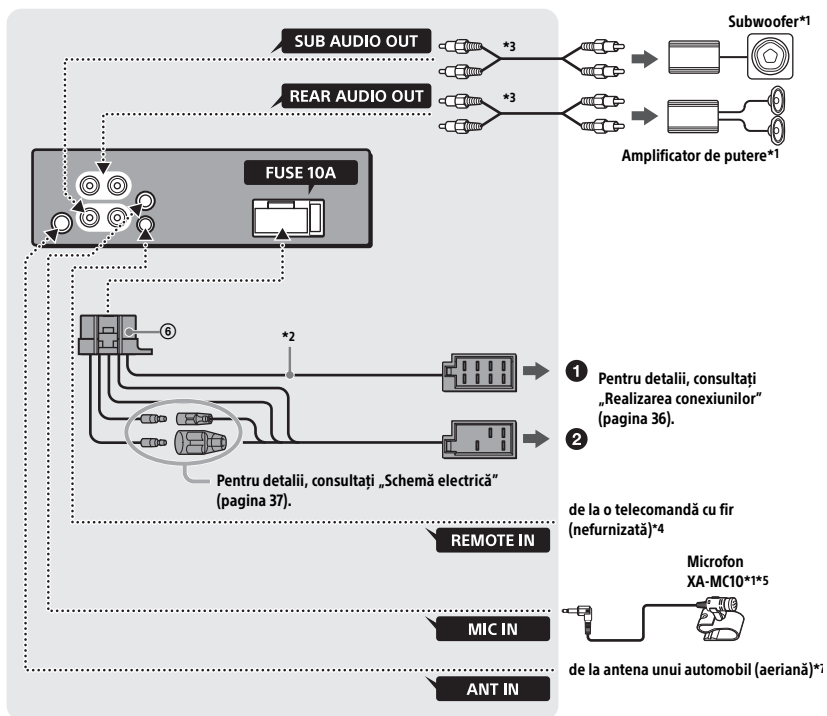 Subwoofer*1
SUB AUDIO OUT
*3
REAR AUDIO OUT
*3
Amplificator de putere*1
FUSE 10A
⑥
*2
❶
Pentru detalii, consultați
„Realizarea conexiunilor”
(pagina 36).
❷
Pentru detalii, consultați „Schemă electrică”
(pagina 37).
de la o telecomandă cu fir
(nefurnizată)*4
REMOTE IN
Microfon
XA-MC10*1*5
MIC IN
de la antena unui automobil (aeriană)*7
ANT IN